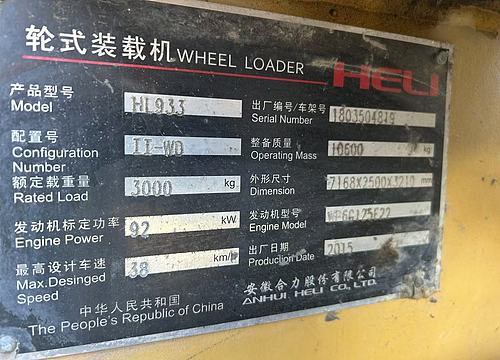 轮式装载机 WHEEL LOADER
HELI
产品型号
Model
HL933
出厂编号/车架号
Serial Number
1803504819
配置号
Configuration
Number
II-WD
整备质量
Operating Mass
10600 kg
额定载重量
Rated Load
3000 kg
外形尺寸
Dimension
7168X2500X3210 mm
发动机标定功率
Engine Power
92 kW
发动机型号
Engine Model
WP6G125E22
最高设计车速
Max.Desinged
Speed
38 km/h
出厂日期
Production Date
2015
中华人民共和国
The People's Republic of China
安徽合力股份有限公司
ANHUI HELI CO.,LTD.